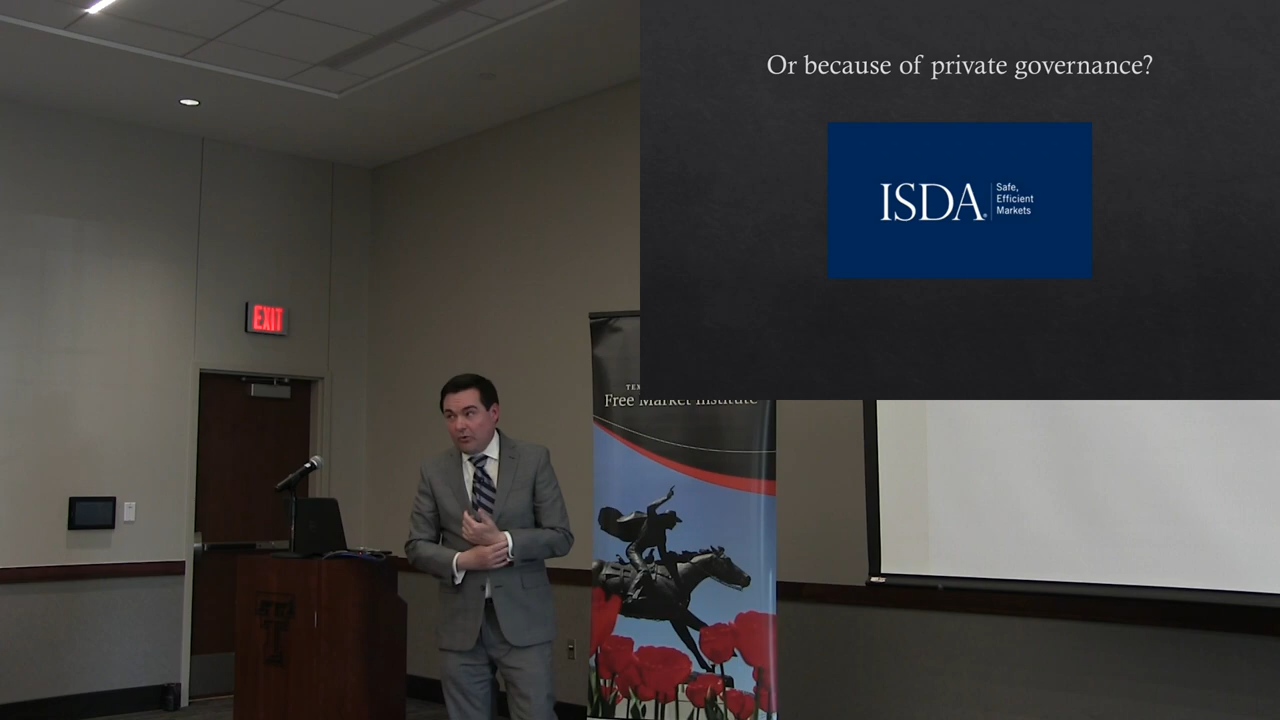 Or because of private governance?
ISDA
Safe,
Efficient
Markets
EXIT
Free Market Institute
T